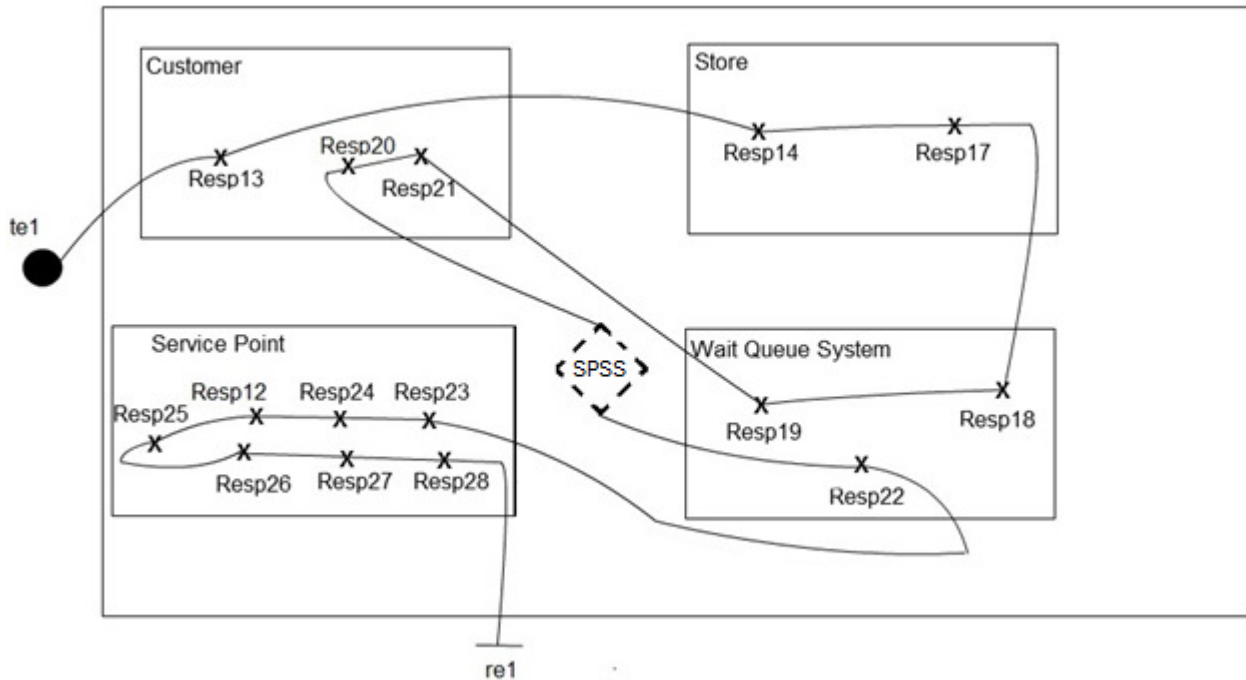 Customer
Store
Resp20
Resp13
Resp21
Resp14
Resp17
te1
Service Point
SPSS
Wait Queue System
Resp12
Resp24
Resp23
Resp25
Resp19
Resp18
Resp26
Resp27
Resp28
Resp22
re1